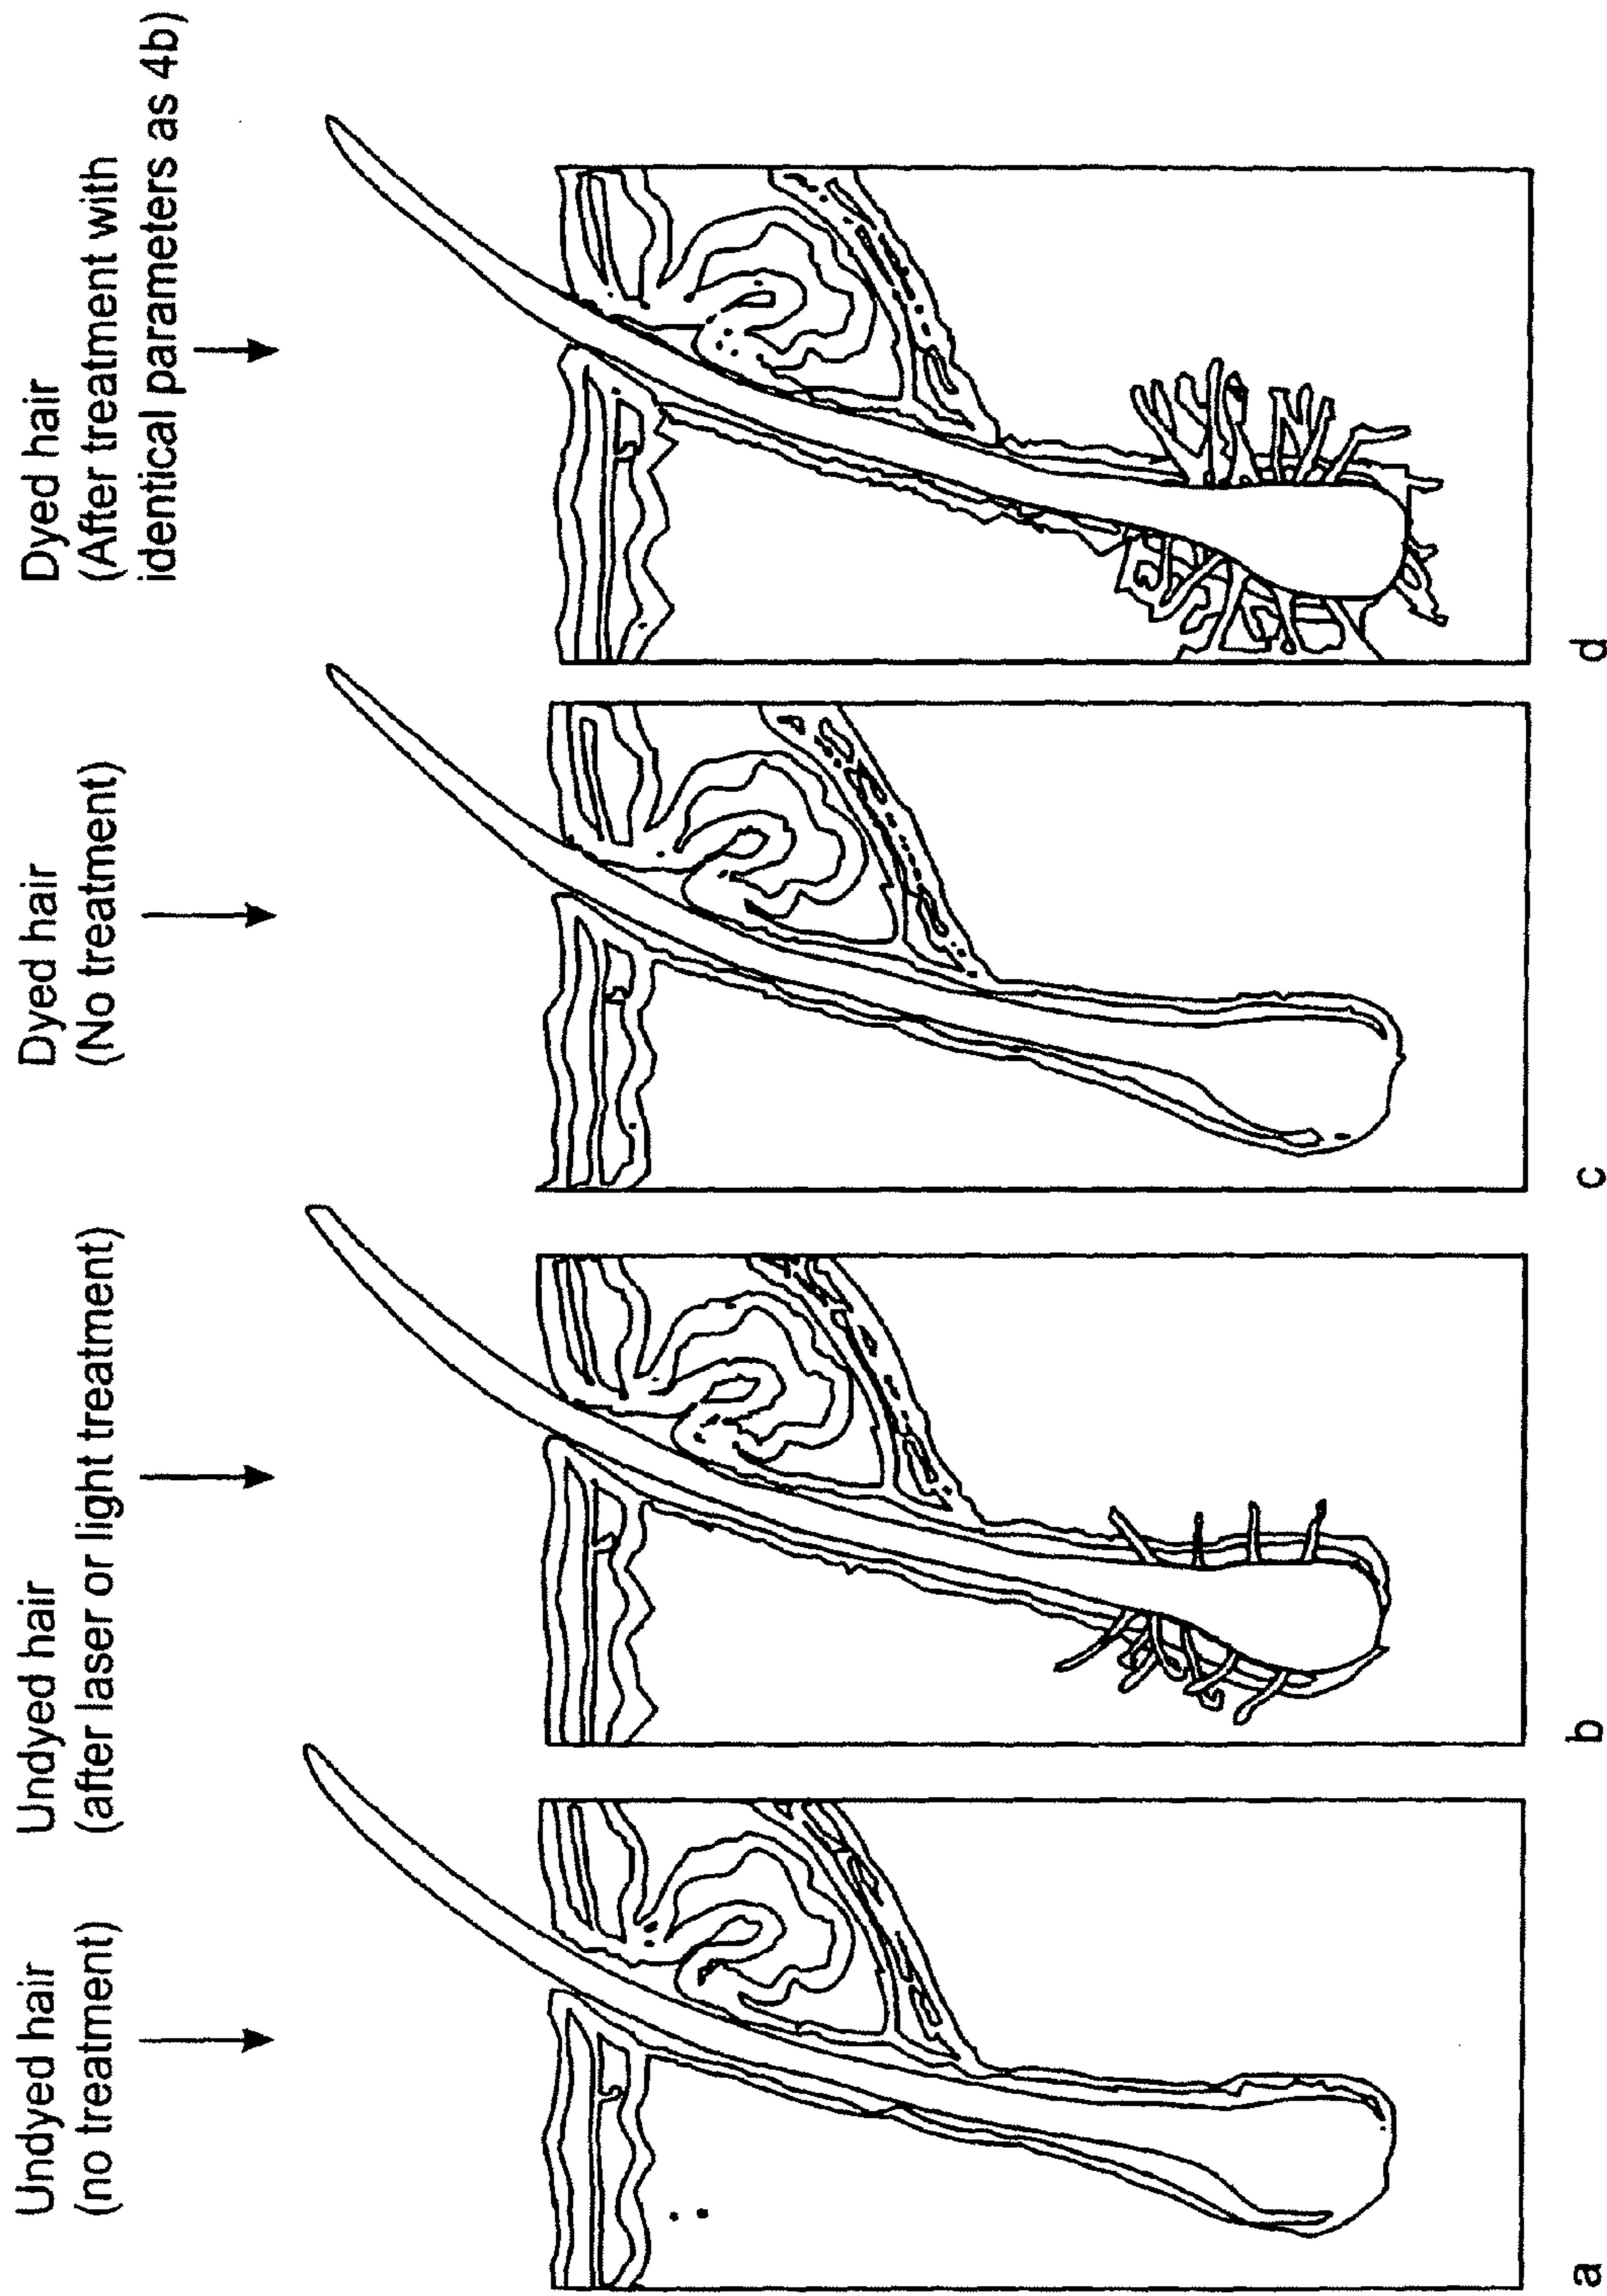 Undyed hair
(no treatment)
Undyed hair
(after laser or light treatment)
Dyed hair
(No treatment)
Dyed hair
(After treatment with
identical parameters as 4b)
a
b
c
d